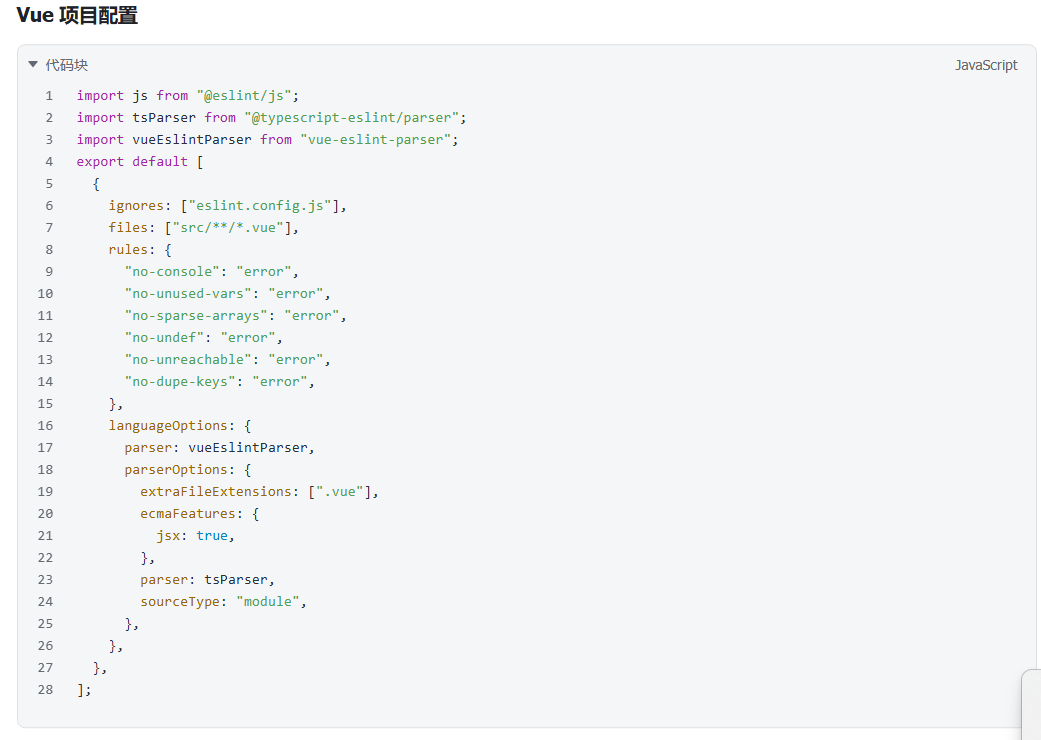 Vue 项目配置
代码块 JavaScript
1 import js from "@eslint/js";
2 import tsParser from "@typescript-eslint/parser";
3 import vueEslintParser from "vue-eslint-parser";
4 export default [
5   {
6     ignores: ["eslint.config.js"],
7     files: ["src/**/*.vue"],
8     rules: {
9       "no-console": "error",
10       "no-unused-vars": "error",
11       "no-sparse-arrays": "error",
12       "no-undef": "error",
13       "no-unreachable": "error",
14       "no-dupe-keys": "error",
15     },
16     languageOptions: {
17       parser: vueEslintParser,
18       parserOptions: {
19         extraFileExtensions: [".vue"],
20         ecmaFeatures: {
21           jsx: true,
22         },
23         parser: tsParser,
24         sourceType: "module",
25       },
26     },
27   },
28 ];